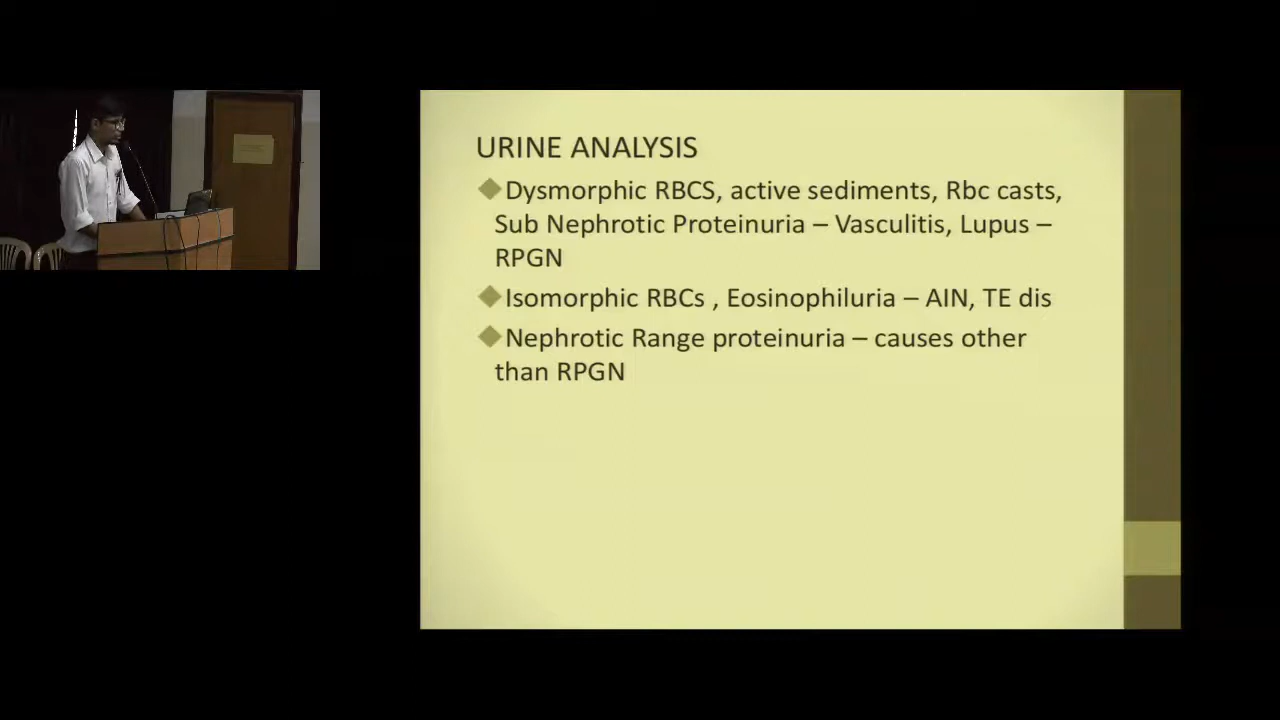 URINE ANALYSIS
Dysmorphic RBCS, active sediments, Rbc casts,
Sub Nephrotic Proteinuria – Vasculitis, Lupus –
RPGN
Isomorphic RBCs , Eosinophiluria – AIN, TE dis
Nephrotic Range proteinuria – causes other
than RPGN